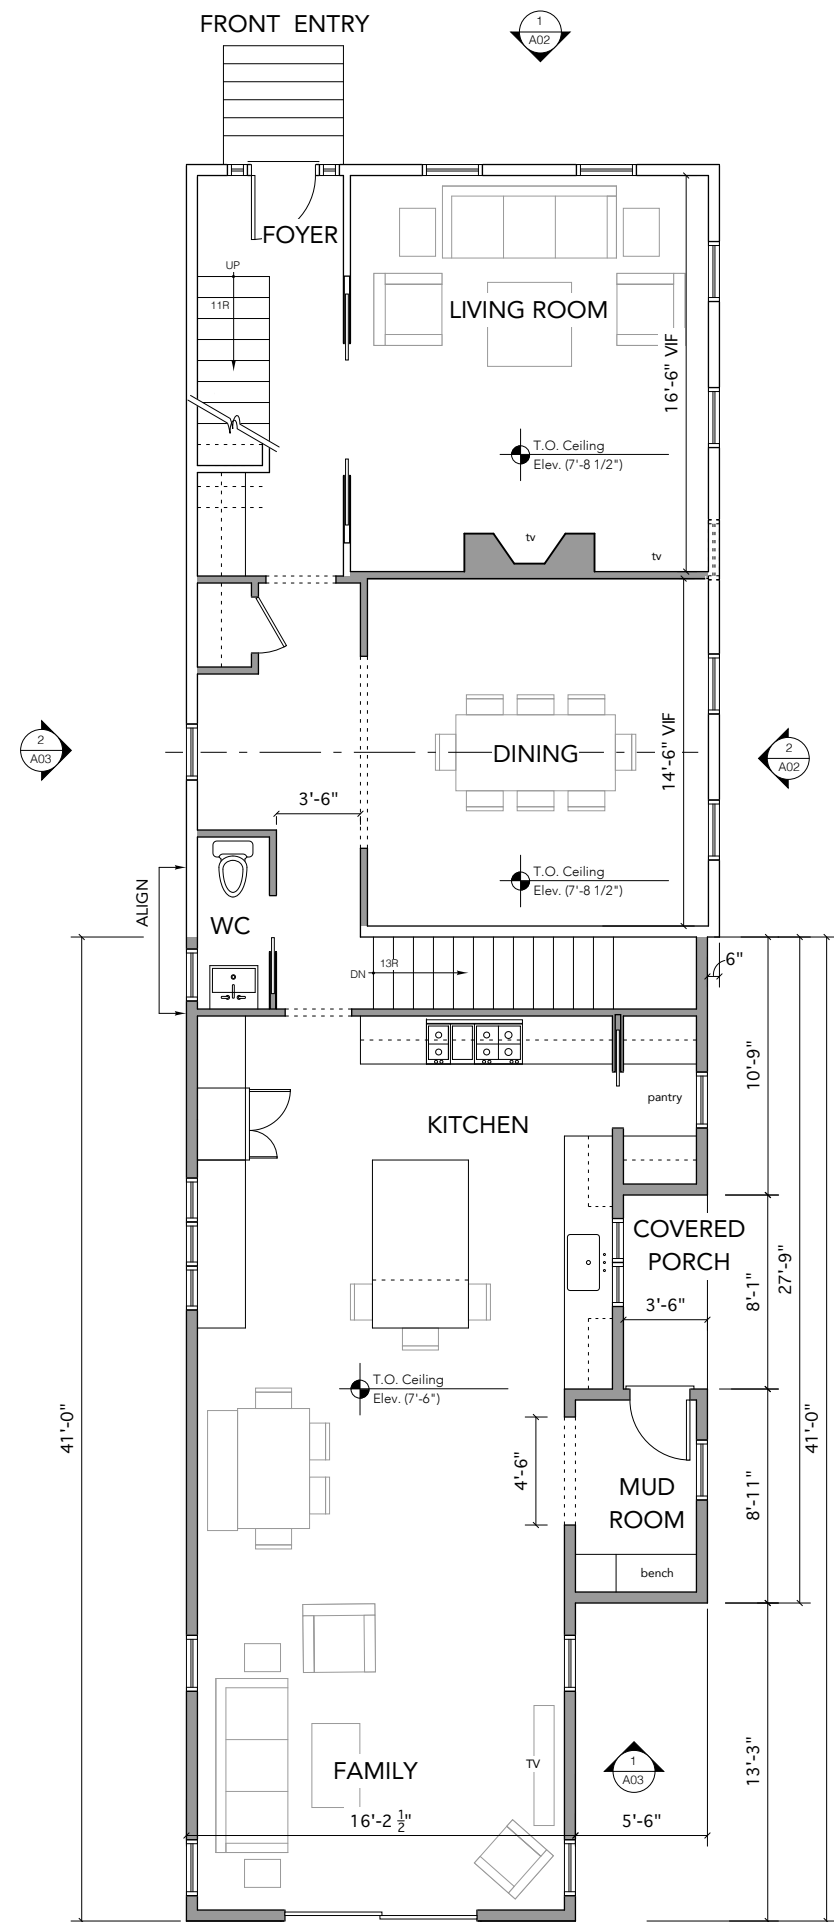 FRONT ENTRY
1
A02
FOYER
UP
11R
LIVING ROOM
16'-6" VIF
T.O. Ceiling
Elev. (7'-8 1/2")
tv
tv
2
A03
DINING
14'-6" VIF
2
A02
3'-6"
T.O. Ceiling
Elev. (7'-8 1/2")
ALIGN
WC
DN
13R
6"
10'-9"
pantry
KITCHEN
COVERED
PORCH
3'-6"
8'-1"
27'-9"
T.O. Ceiling
Elev. (7'-6")
41'-0"
41'-0"
4'-6"
MUD
ROOM
8'-11"
bench
FAMILY
TV
1
A03
13'-3"
16'-2 1/2"
5'-6"